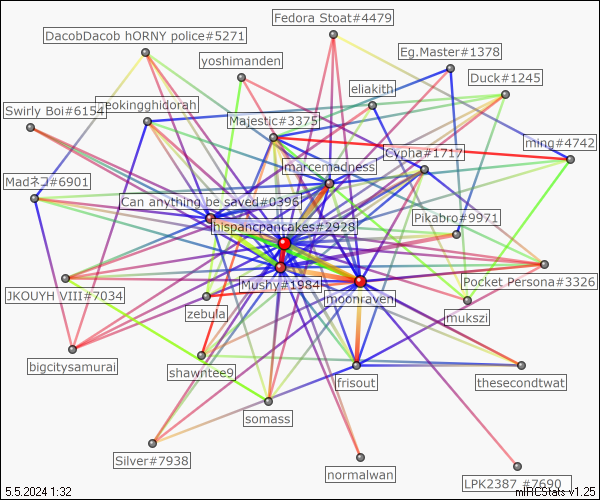 Fedora Stoat#4479
DacobDacob hORNY police#5271
Eg.Master#1378
yoshimanden
Duck#1245
eliakith
Swirly Boi#6154
eokingghidorah
Majestic#3375
ming#4742
Cypha#1717
marcemadness
Madネコ#6901
Can anything be saved#0396
Pikabro#9971
hispancpancakes#2928
Pocket Persona#3326
Mushy#1984
JKOUYH VIII#7034
moonraven
zebula
mukszi
bigcitysamurai
shawntee9
frisout
thesecondtwat
somass
Silver#7938
normalwan
LPK2387_#7690
5.5.2024 1:32
mIRCStats v1.25